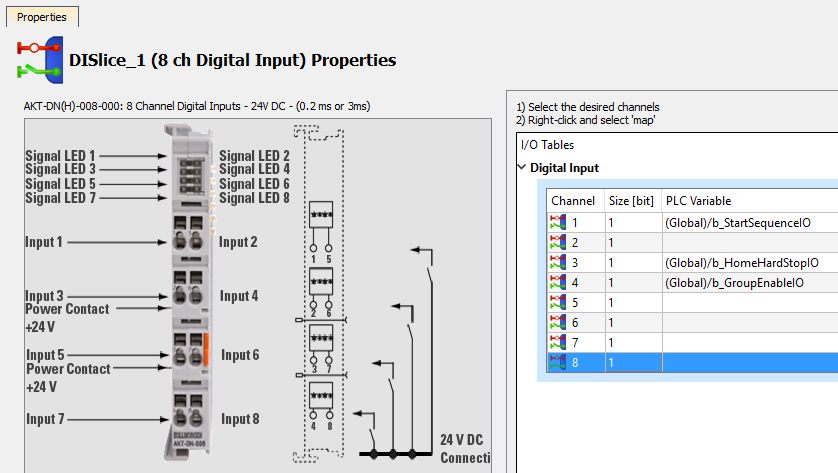 Properties
DISlice_1 (8 ch Digital Input) Properties
AKT-DN(H)-008-000: 8 Channel Digital Inputs - 24V DC - (0.2 ms or 3ms)
1) Select the desired channels
2) Right-click and select 'map'
I/O Tables
Digital Input
Channel Size [bit] PLC Variable
1 1 (Global)/b_StartSequenceIO
2 1
3 1 (Global)/b_HomeHardStopIO
4 1 (Global)/b_GroupEnableIO
5 1
6 1
7 1
8 1
Signal LED 1 Signal LED 2
Signal LED 3 Signal LED 4
Signal LED 5 Signal LED 6
Signal LED 7 Signal LED 8
Input 1 Input 2
1 5
Input 3 Input 4
Power Contact
+24 V
2 6
Input 5 Input 6
Power Contact
+24 V
3 7
Input 7 Input 8
4 8
KOLLMORGEN
AKT-DN-008
24 V DC
Connecti